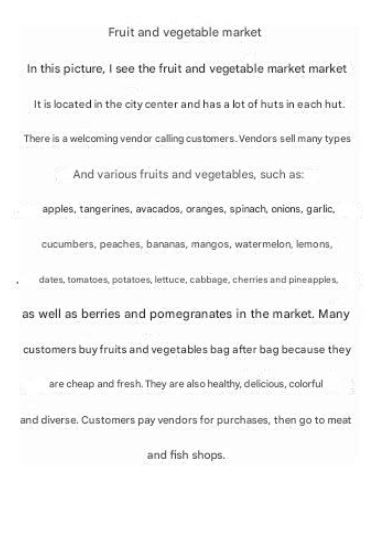 Fruit and vegetable market
In this picture, I see the fruit and vegetable market market
It is located in the city center and has a lot of huts in each hut.
There is a welcoming vendor calling customers. Vendors sell many types
And various fruits and vegetables, such as:
apples, tangerines, avacados, oranges, spinach, onions, garlic,
cucumbers, peaches, bananas, mangos, watermelon, lemons,
dates, tomatoes, potatoes, lettuce, cabbage, cherries and pineapples,
as well as berries and pomegranates in the market. Many
customers buy fruits and vegetables bag after bag because they
are cheap and fresh. They are also healthy, delicious, colorful
and diverse. Customers pay vendors for purchases, then go to meat
and fish shops.